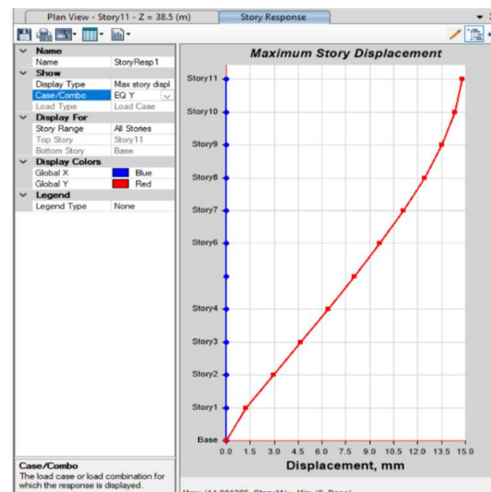 Plan View - Story11 - Z = 38.5 (m)
Story Response
Name
Name StoryResp1
Show
Display Type Max story displ
Case/Combo EQ Y
Load Type Load Case
Display For
Story Range All Stories
Top Story Story11
Bottom Story Base
Display Colors
Global X Blue
Global Y Red
Legend
Legend Type None
Case/Combo
The load case or load combination for
which the response is displayed.
Maximum Story Displacement
Story11
Story10
Story9
Story8
Story7
Story6
Story4
Story3
Story2
Story1
Base
0.0 1.5 3.0 4.5 6.0 7.5 9.0 10.5 12.0 13.5 15.0
Displacement, mm